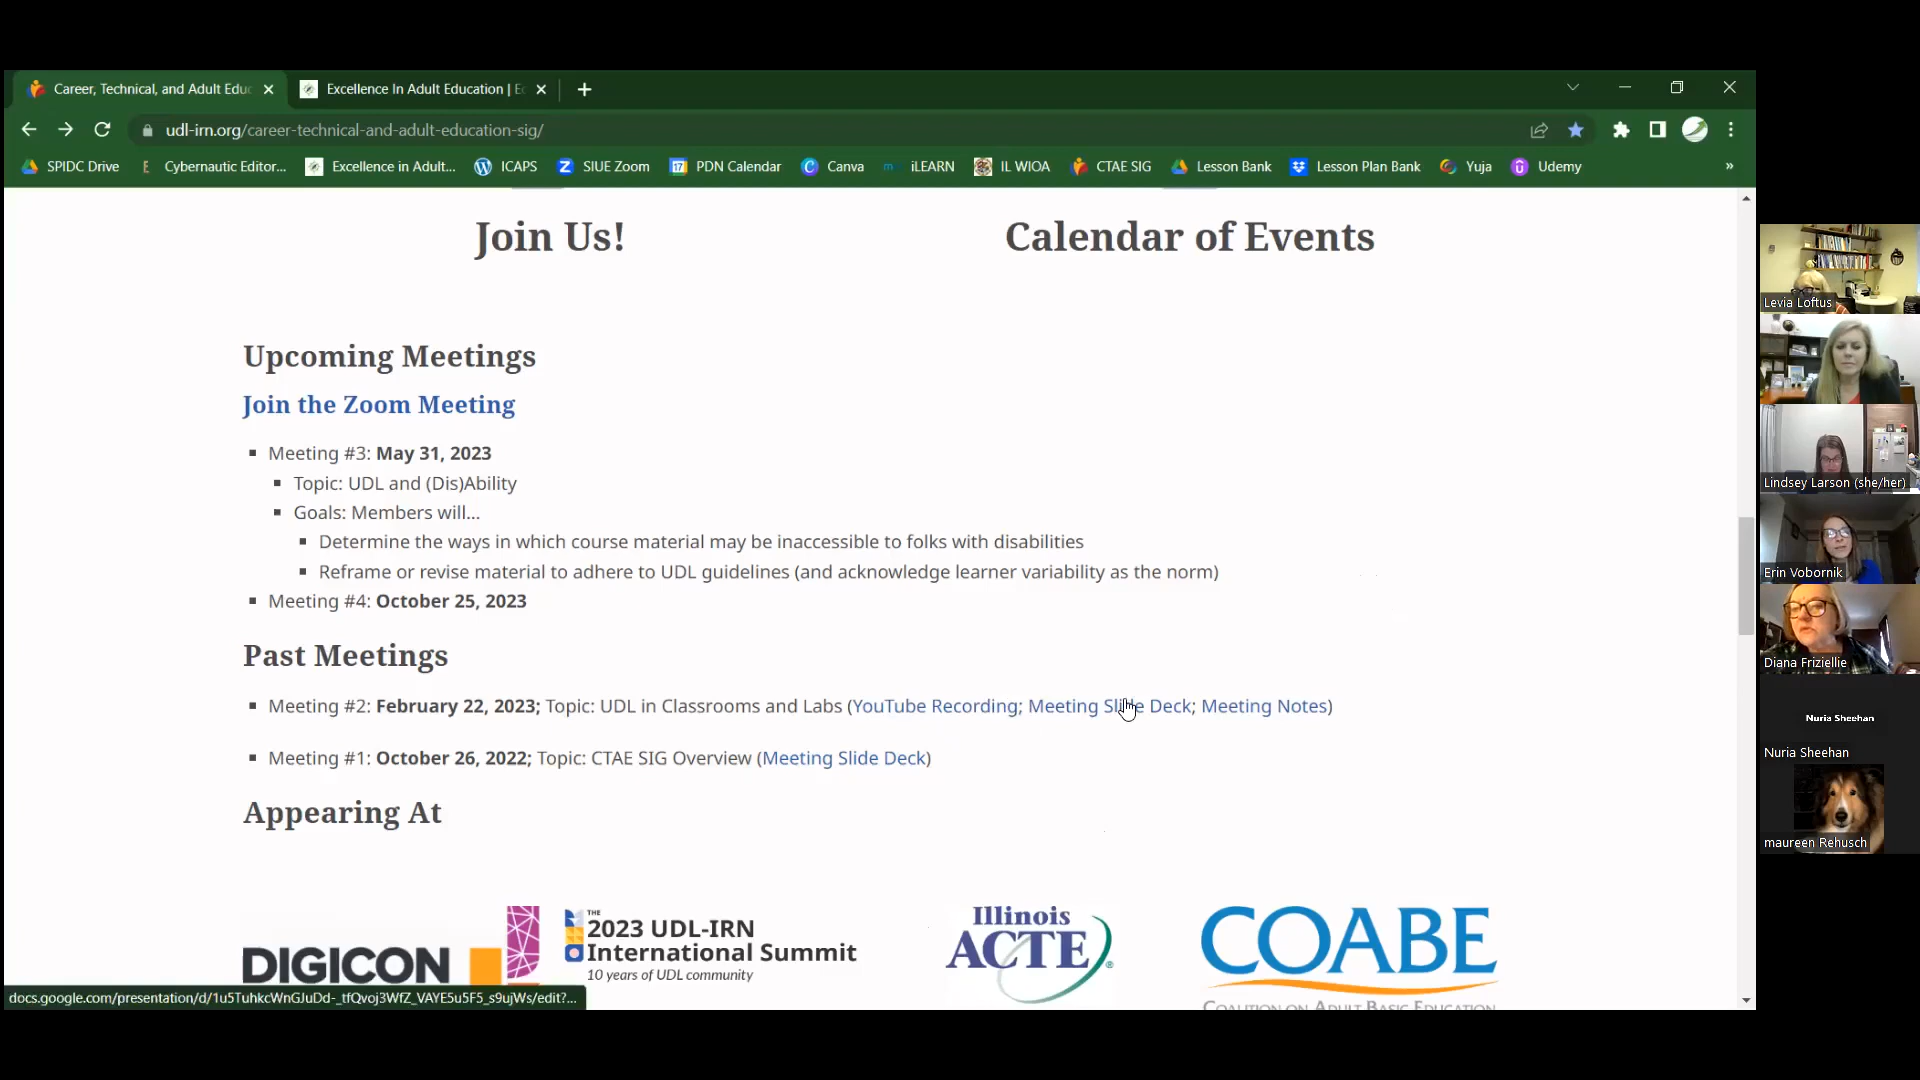 Career, Technical, and Adult Edu
Excellence In Adult Education | E
udl-irn.org/career-technical-and-adult-education-sig/
SPIDC Drive
Cybernautic Editor...
Excellence in Adult...
ICAPS
SIUE Zoom
PDN Calendar
Canva
iLEARN
IL WIOA
CTAE SIG
Lesson Bank
Lesson Plan Bank
Yuja
Udemy
»
Join Us!
Calendar of Events
Upcoming Meetings
Join the Zoom Meeting
Meeting #3: May 31, 2023
Topic: UDL and (Dis)Ability
Goals: Members will...
Determine the ways in which course material may be inaccessible to folks with disabilities
Reframe or revise material to adhere to UDL guidelines (and acknowledge learner variability as the norm)
Meeting #4: October 25, 2023
Past Meetings
Meeting #2: February 22, 2023; Topic: UDL in Classrooms and Labs (YouTube Recording; Meeting Slide Deck; Meeting Notes)
Meeting #1: October 26, 2022; Topic: CTAE SIG Overview (Meeting Slide Deck)
Appearing At
DIGICON
THE
2023 UDL-IRN
International Summit
10 years of UDL community
Illinois
ACTE
COABE
COALITION ON ADULT BASIC EDUCATION
docs.google.com/presentation/d/1u5TuhkcWnGJuDd-_tfQvoj3WfZ_VAYE5u5F5_s9ujWs/edit?...
Levia Loftus
Lindsey Larson (she/her)
Erin Vobornik
Diana Friziellie
Nuria Sheehan
Nuria Sheehan
maureen Rehusch